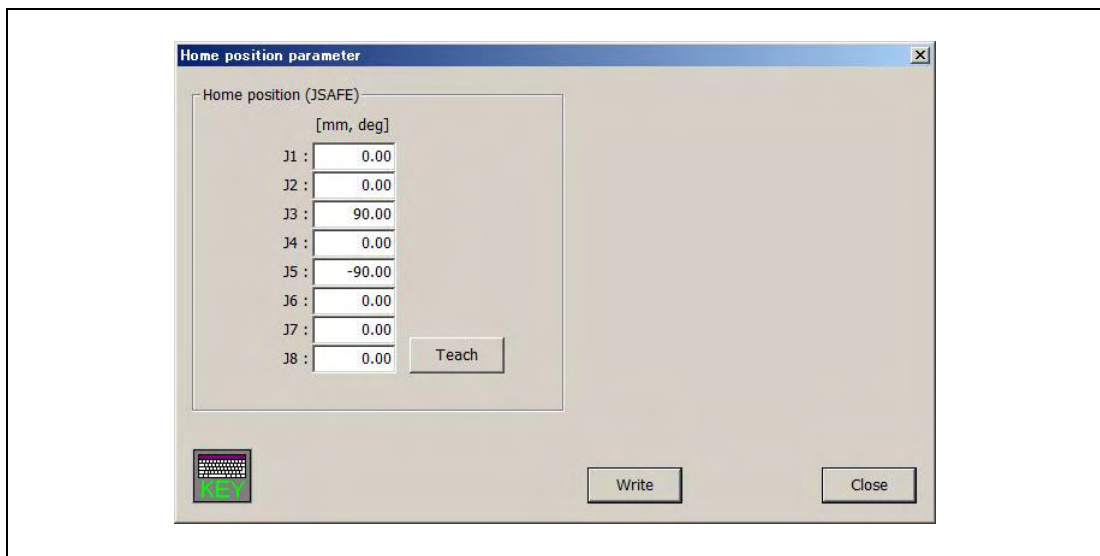 Home position parameter
Home position (JSAFE)
[mm, deg]
J1 : 0.00
J2 : 0.00
J3 : 90.00
J4 : 0.00
J5 : -90.00
J6 : 0.00
J7 : 0.00
J8 : 0.00 Teach
KEY
Write Close